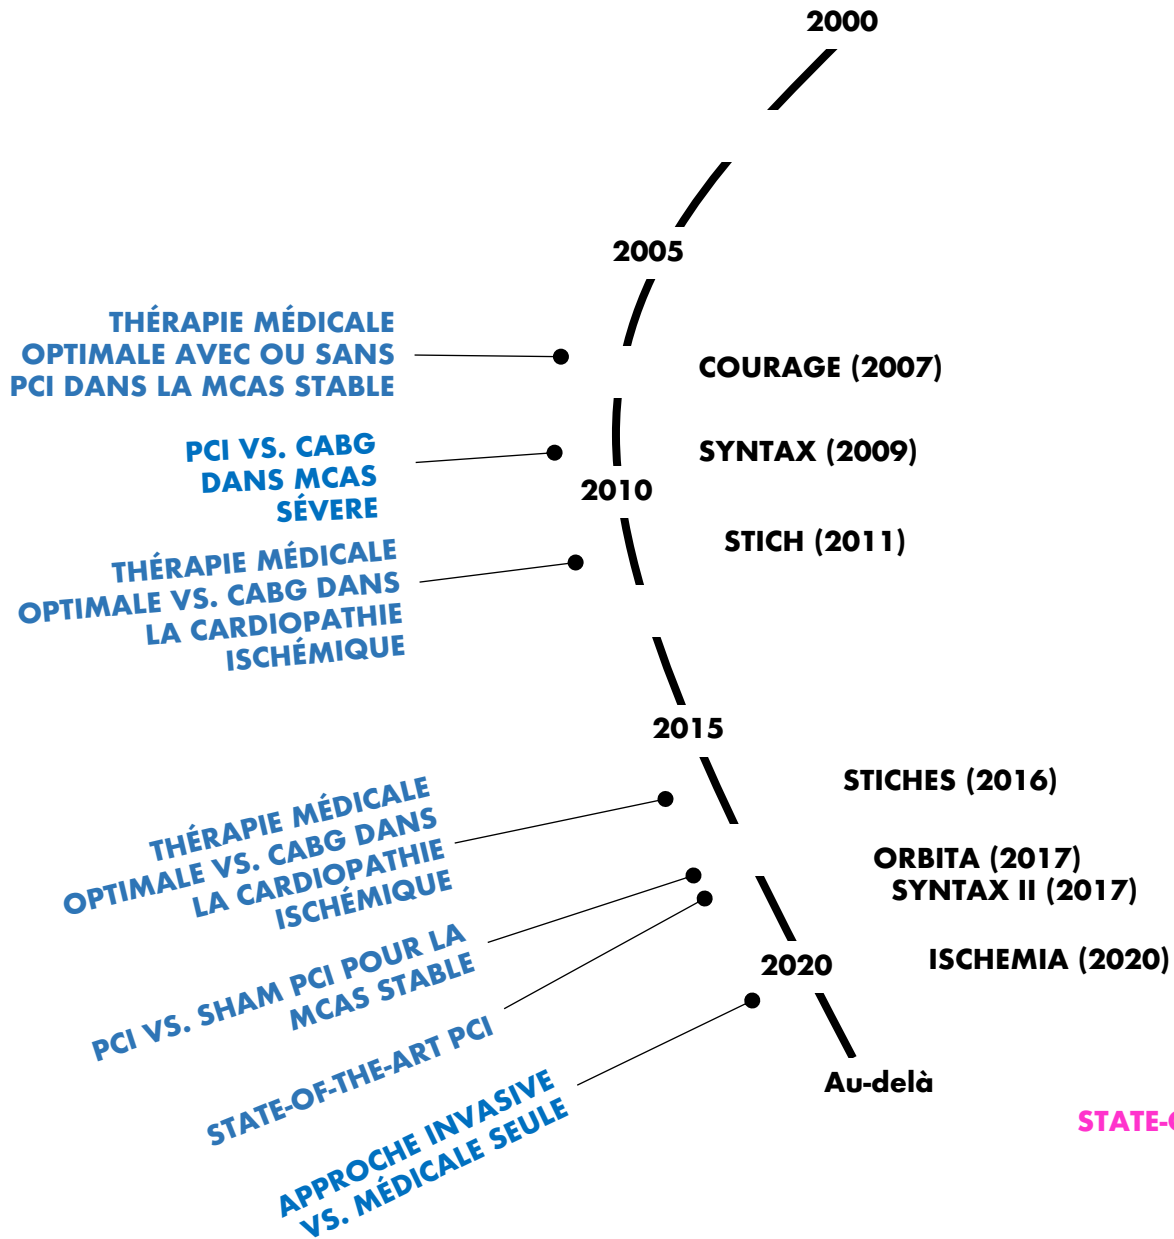 2000
2005
THÉRAPIE MÉDICALE
OPTIMALE AVEC OU SANS
PCI DANS LA MCAS STABLE
COURAGE (2007)
PCI VS. CABG
DANS MCAS
SÉVERE
SYNTAX (2009)
2010
STICH (2011)
THÉRAPIE MÉDICALE
OPTIMALE VS. CABG DANS
LA CARDIOPATHIE
ISCHÉMIQUE
2015
STICHES (2016)
THÉRAPIE MÉDICALE
OPTIMALE VS. CABG DANS
LA CARDIOPATHIE
ISCHÉMIQUE
ORBITA (2017)
SYNTAX II (2017)
PCI VS. SHAM PCI POUR LA
MCAS STABLE
ISCHEMIA (2020)
2020
STATE-OF-THE-ART PCI
APPROCHE INVASIVE
VS. MÉDICALE SEULE
Au-delà